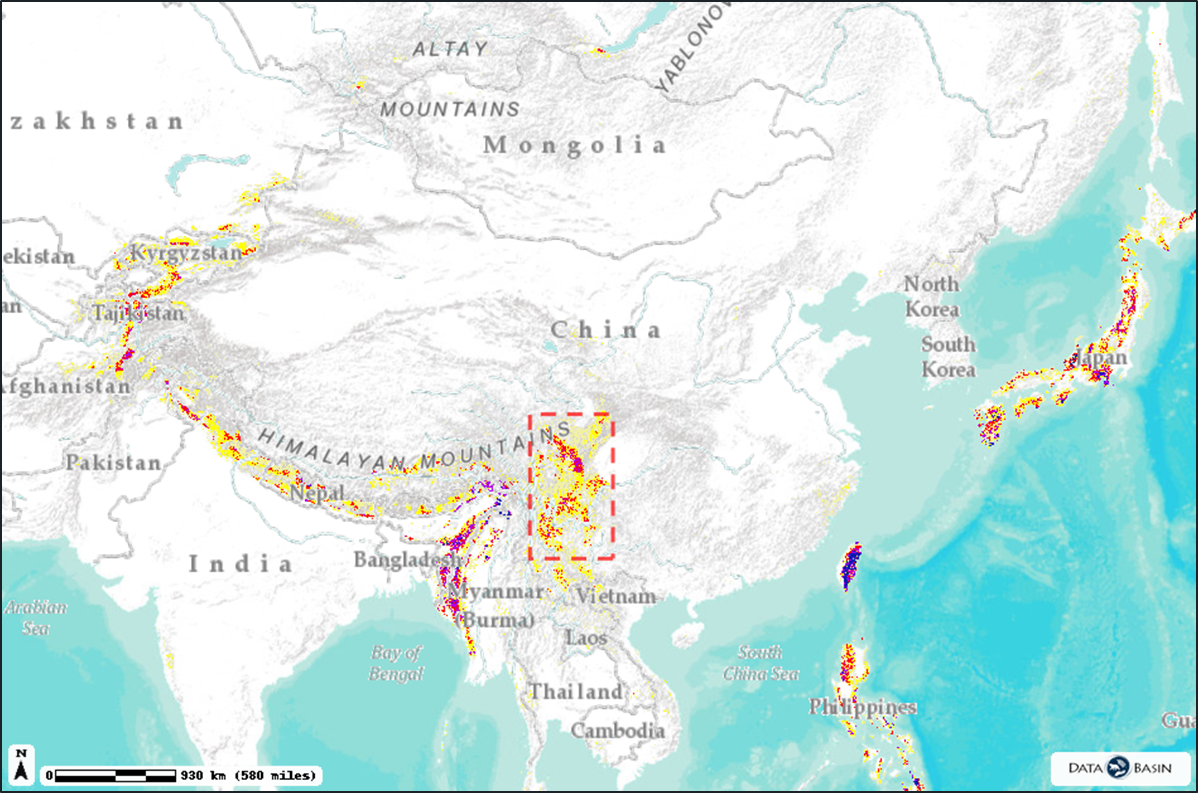 ALTAY
YABLONOV
MOUNTAINS
zakhstan
Mongolia
Kyrgyzstan
ekistan
an
Tajikistan
North
Korea
China
South
Korea
Japan
Afghanistan
HIMALAYAN MOUNTAINS
Pakistan
Nepal
India
Bangladesh
Arabian
Sea
Myanmar
(Burma)
Vietnam
Laos
Bay of
Bengal
South
China Sea
Thailand
Philippines
Gua
Cambodia
N
0 930 km (580 miles)
DATA BASIN